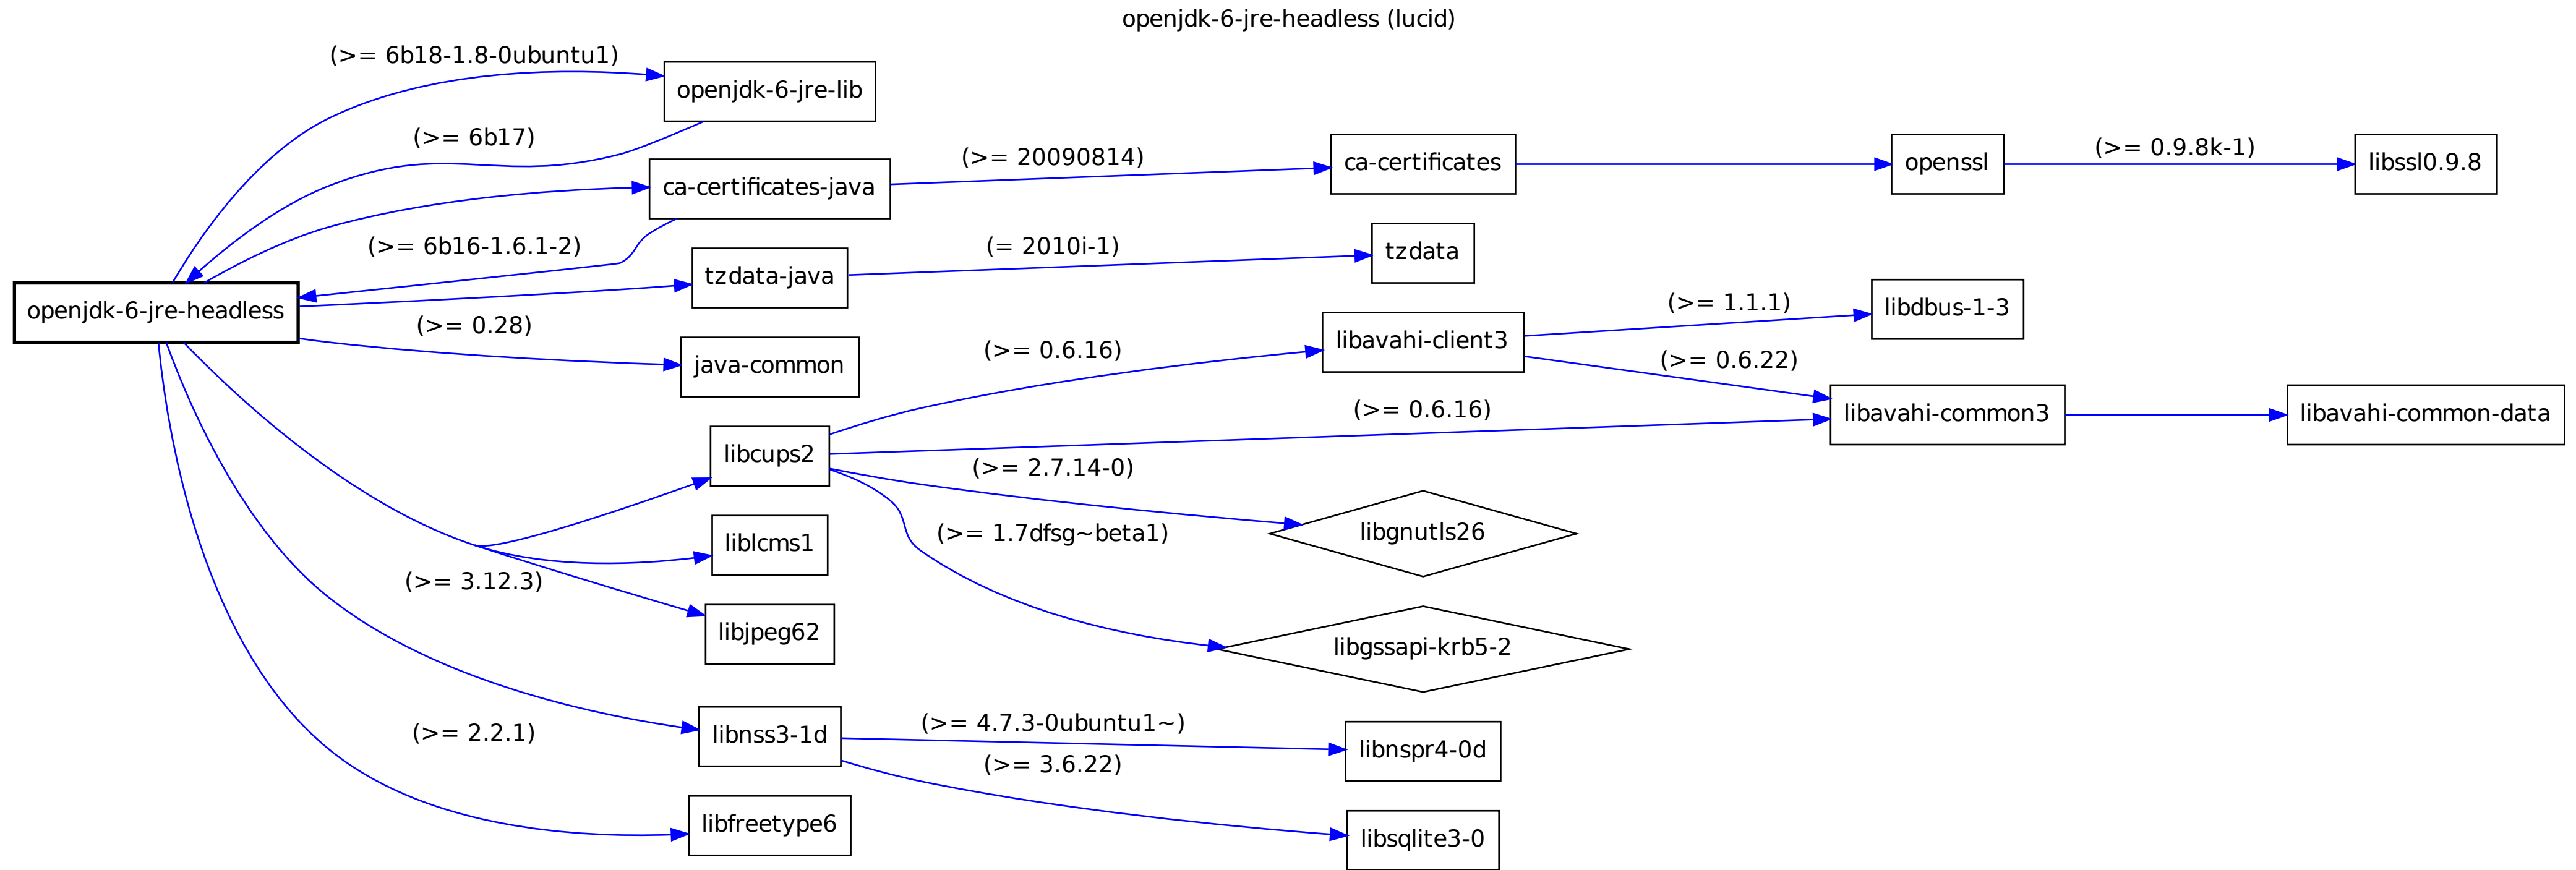 openjdk-6-jre-headless (lucid)
(>= 6b18-1.8-0ubuntu1)
openjdk-6-jre-lib
(>= 6b17)
ca-certificates-java
(>= 20090814)
ca-certificates
openssl
(>= 0.9.8k-1)
libssl0.9.8
(>= 6b16-1.6.1-2)
tzdata-java
(= 2010i-1)
tzdata
openjdk-6-jre-headless
(>= 0.28)
java-common
(>= 0.6.16)
libavahi-client3
(>= 1.1.1)
libdbus-1-3
(>= 0.6.22)
libcups2
(>= 0.6.16)
libavahi-common3
libavahi-common-data
(>= 2.7.14-0)
libgnutls26
(>= 1.7dfsg~beta1)
libgssapi-krb5-2
liblcms1
(>= 3.12.3)
libjpeg62
libnss3-1d
(>= 4.7.3-0ubuntu1~)
libnspr4-0d
(>= 3.6.22)
libsqlite3-0
(>= 2.2.1)
libfreetype6